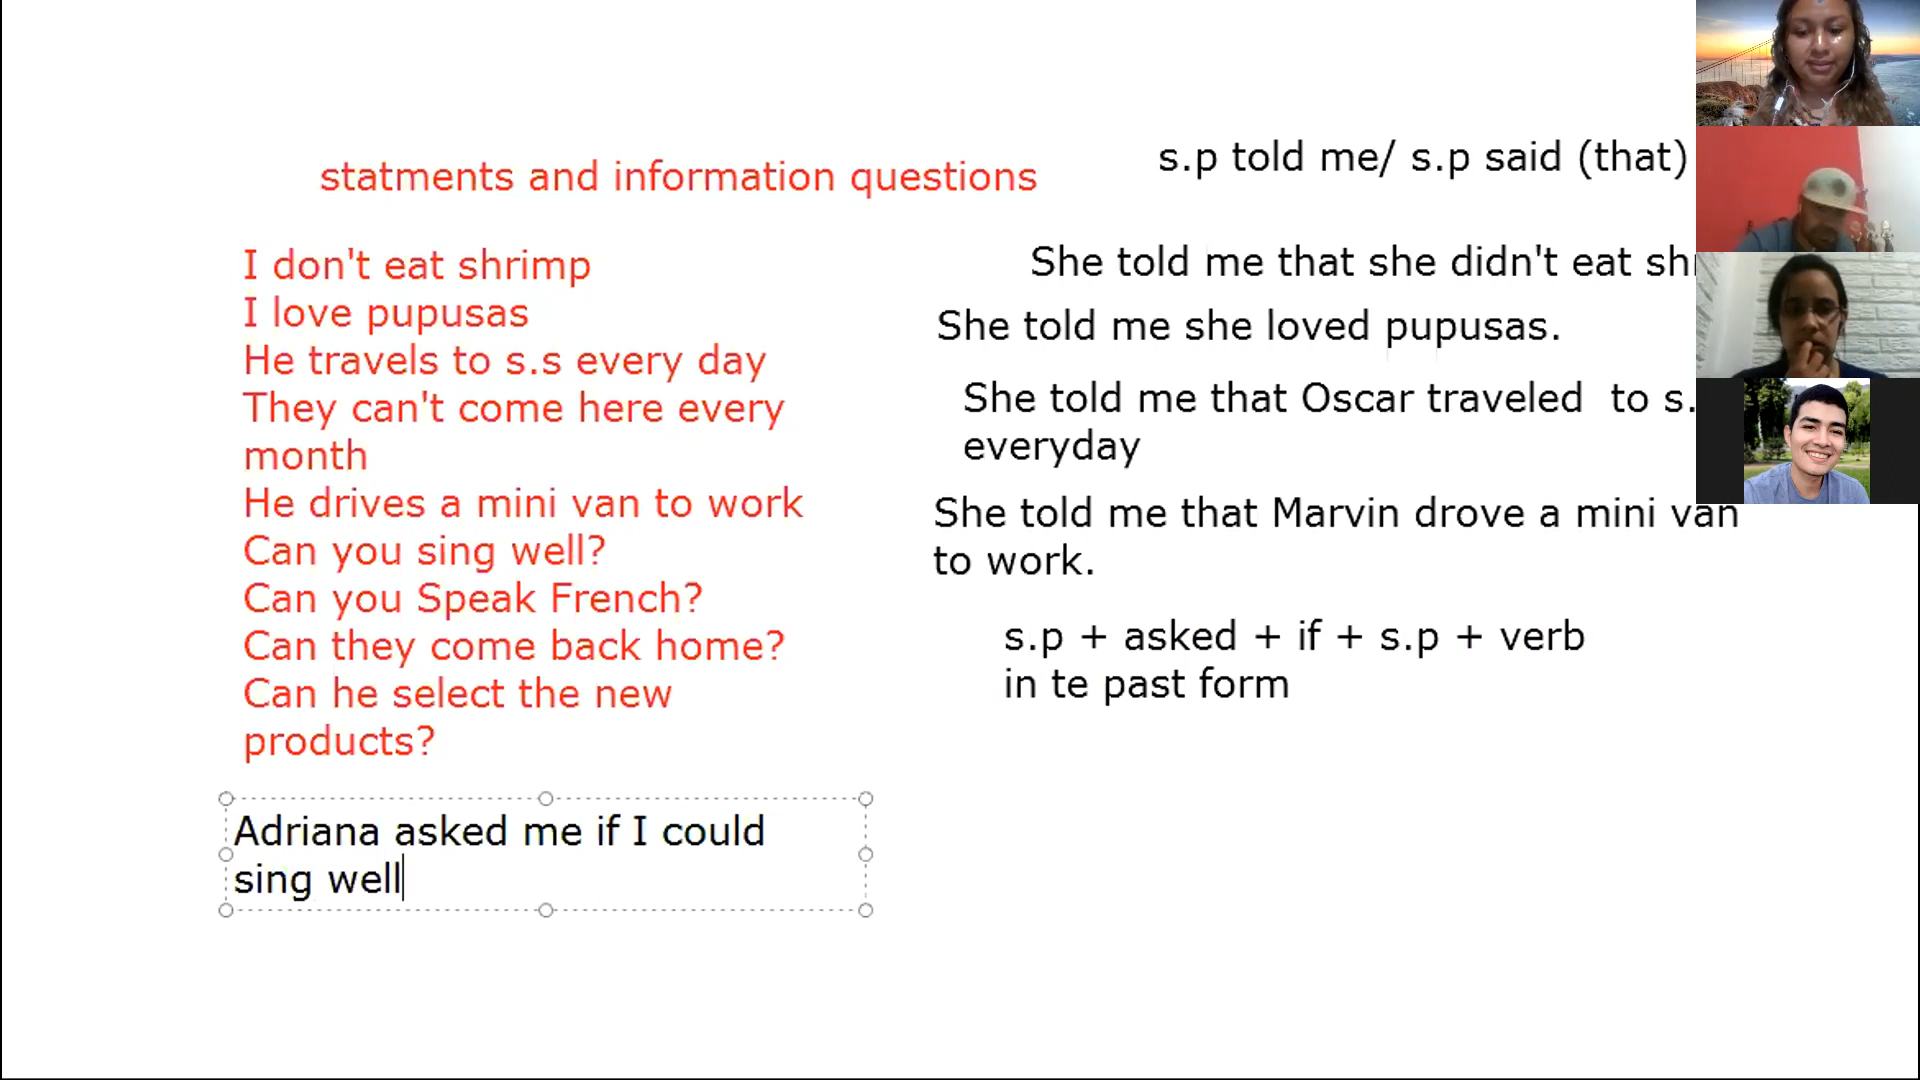 statments and information questions
I don't eat shrimp
I love pupusas
He travels to s.s every day
They can't come here every
month
He drives a mini van to work
Can you sing well?
Can you Speak French?
Can they come back home?
Can he select the new
products?
Adriana asked me if I could
sing well
s.p told me/ s.p said (that)
She told me that she didn't eat
She told me she loved pupusas.
She told me that Oscar traveled to s.
everyday
She told me that Marvin drove a mini van
to work.
s.p + asked + if + s.p + verb
in te past form